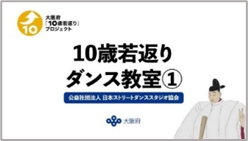 10
大阪府
「10歳若返り」
プロジェクト
10歳若返り
ダンス教室①
公益社団法人 日本ストリートダンススタジオ協会
大阪府